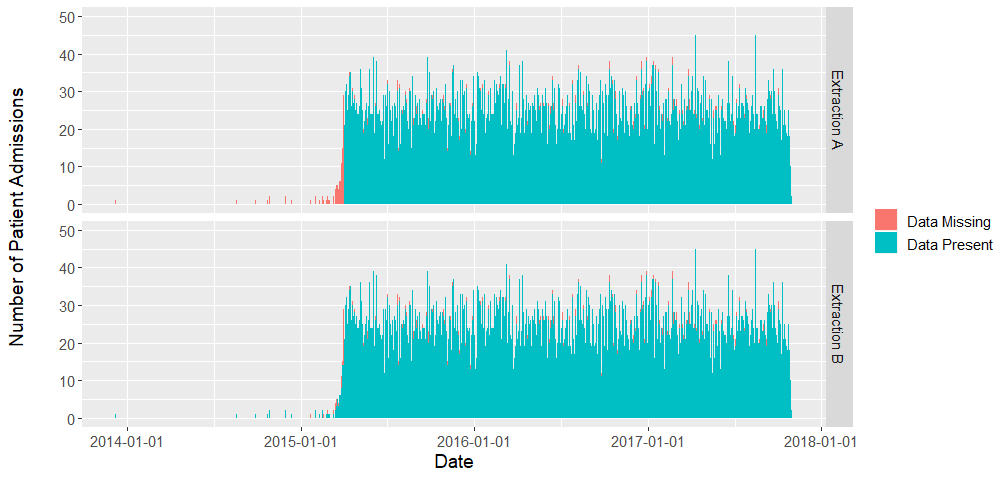 Number of Patient Admissions
50
40
30
20
10
0
Extraction A
50
40
30
20
10
0
Extraction B
2014-01-01 2015-01-01 2016-01-01 2017-01-01 2018-01-01
Date
Data Missing
Data Present